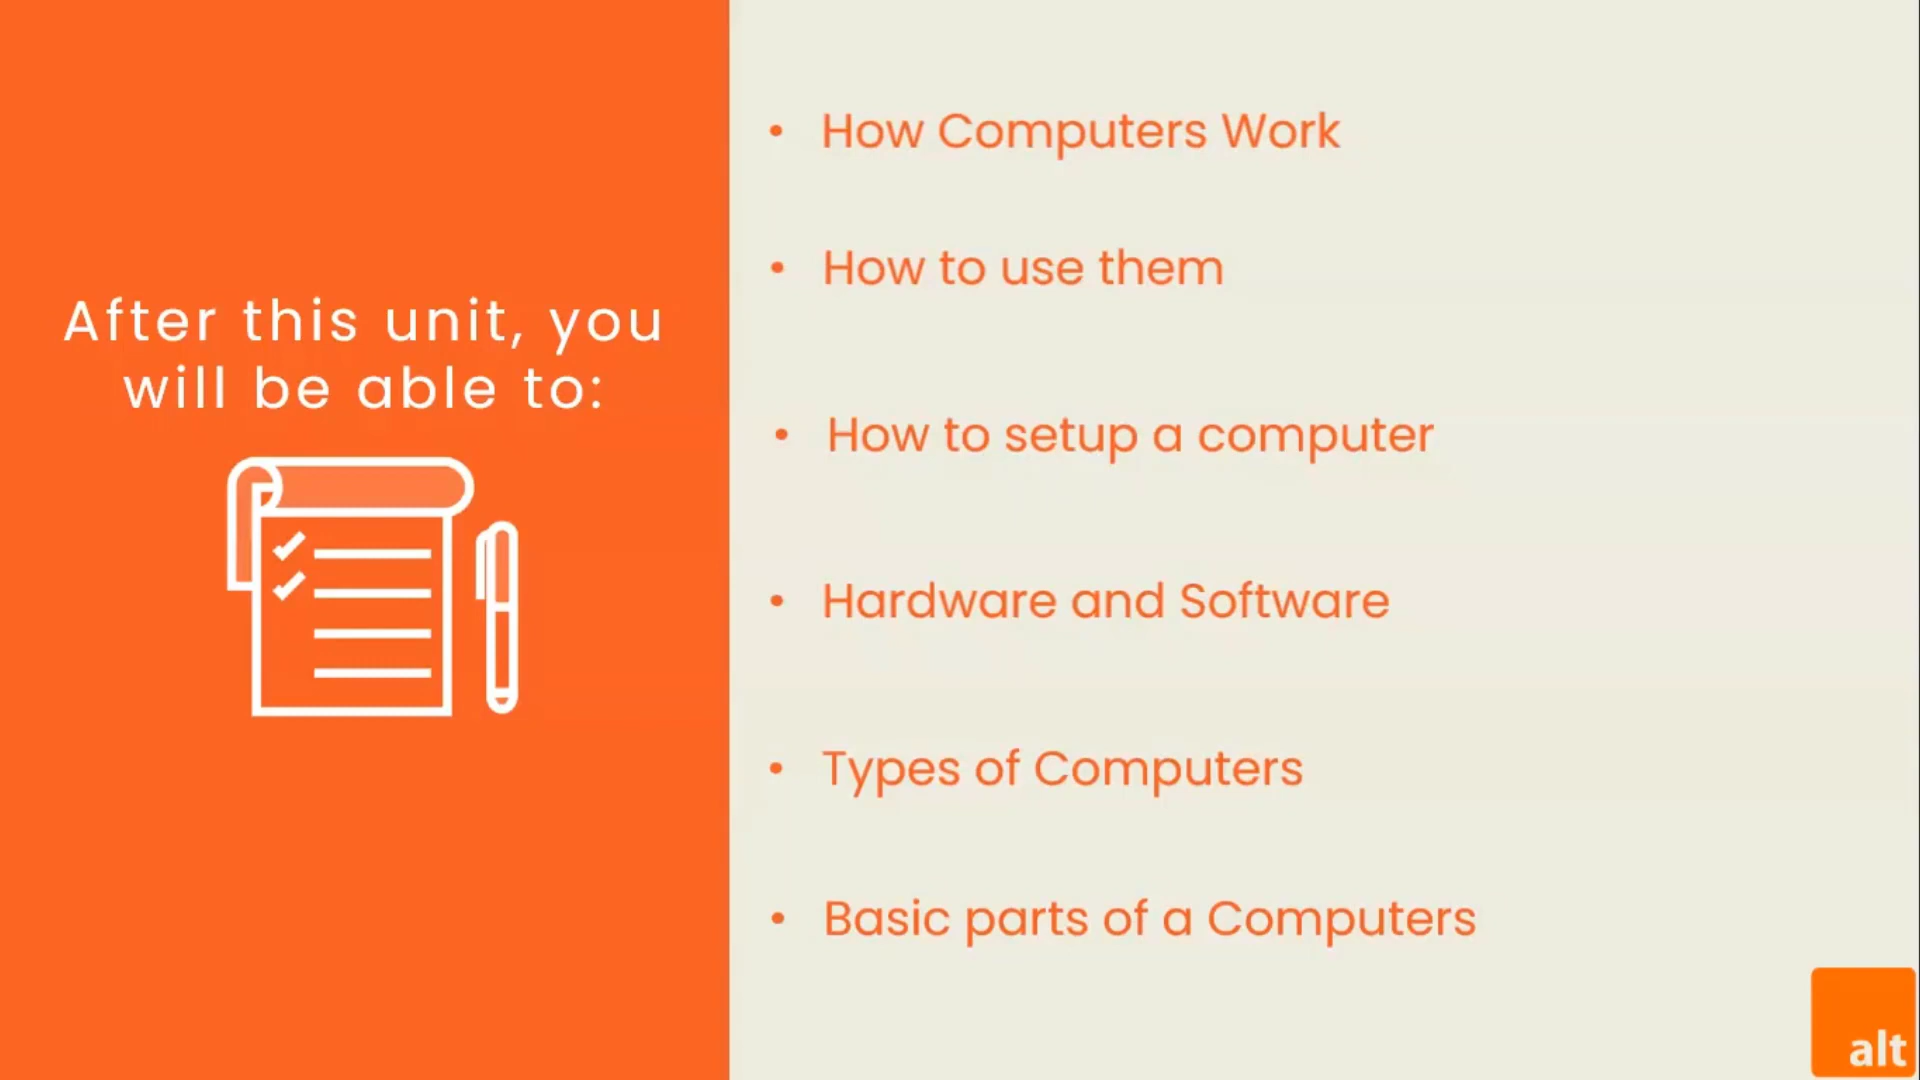 After this unit, you
will be able to:
• How Computers Work
• How to use them
• How to setup a computer
• Hardware and Software
• Types of Computers
• Basic parts of a Computers
alt